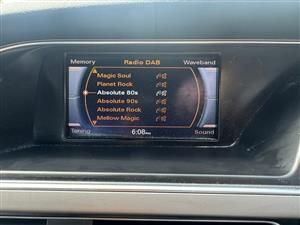 Memory Radio DAB Waveband
Magic Soul
Planet Rock
Absolute 80s
Absolute 90s
Absolute Rock
Mellow Magic
Tuning 6:08 Sound